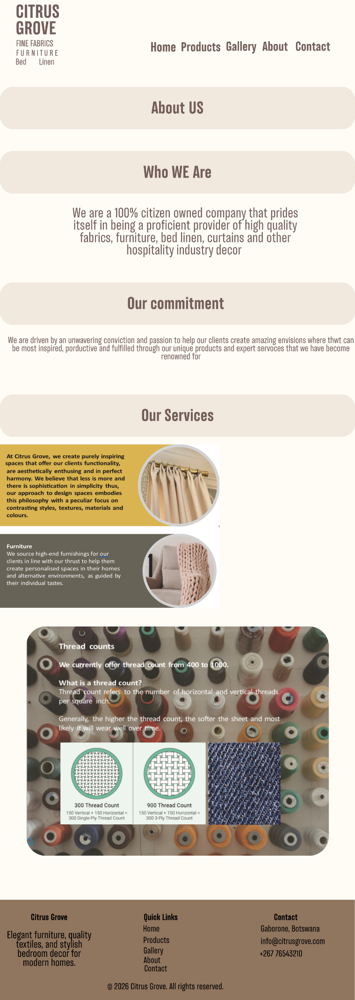 CITRUS
GROVE
FINE FABRICS
FURNITURE
Bed Linen
Home Products Gallery About Contact
About US
Who WE Are
We are a 100% citizen owned company that prides
itself in being a proficient provider of high quality
fabrics, furniture, bed linen, curtains and other
hospitality industry decor
Our commitment
We are driven by an unwavering conviction and passion to help our clients create amazing envisions where thwt can
be most inspired, porductive and fulfilled through our unique products and expert servoces that we have become
renowned for
Our Services
At Citrus Grove, we create purely inspiring
spaces that offer our clients functionality,
are aesthetically enthusing and in perfect
harmony. We believe that less is more and
there is sophistication in simplicity thus,
our approach to design spaces embodies
this philosophy with a peculiar focus on
contrasting styles, textures, materials and
colours.
Furniture
We source high-end furnishings for our
clients in line with our thrust to help them
create personalised spaces in their homes
and alternative environments, as guided by
their individual tastes.
Thread counts
We currently offer thread count from 400 to 1000.
What is a thread count?
Thread count refers to the number of horizontal and vertical threads
per square inch.
Generally, the higher the thread count, the softer the sheet and most
likely it will wear well over time.
300 Thread Count
150 Vertical + 150 Horizontal =
300 Single-Ply Thread Count
900 Thread Count
150 Vertical + 150 Horizontal =
300 3-Ply Thread Count
Citrus Grove
Elegant furniture, quality
textiles, and stylish
bedroom decor for
modern homes.
Quick Links
Home
Products
Gallery
About
Contact
Contact
Gaborone, Botswana
info@citrusgrove.com
+267 76543210
© 2026 Citrus Grove. All rights reserved.